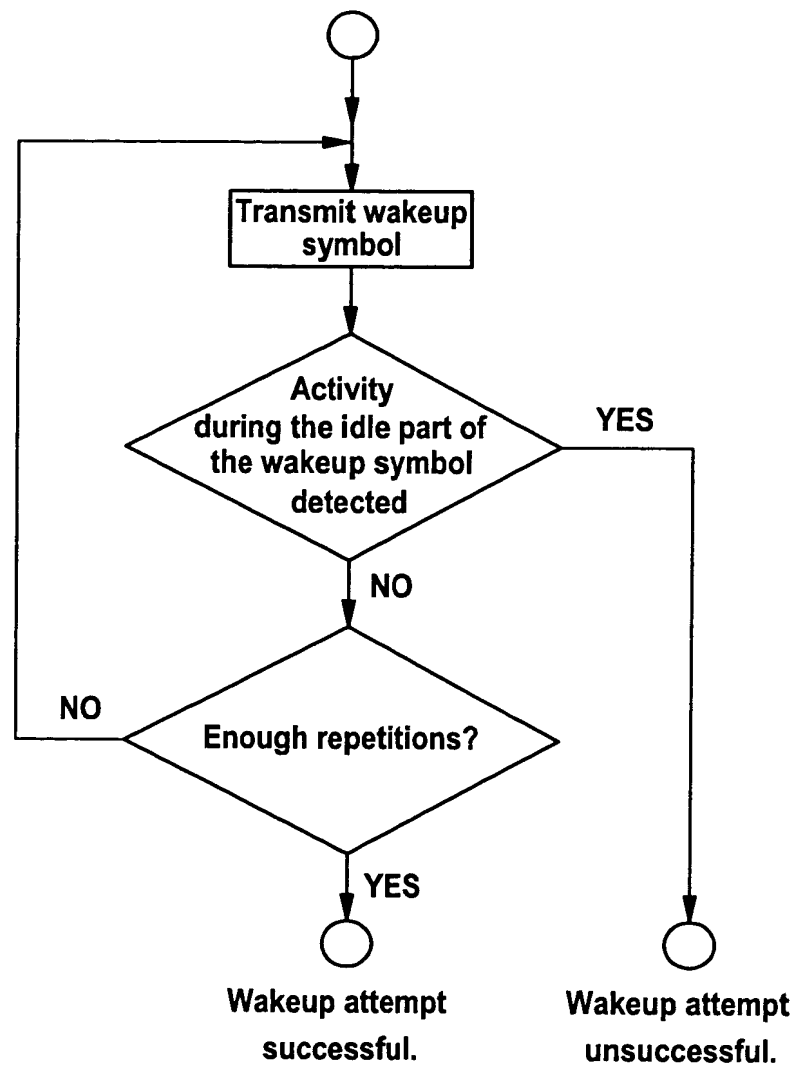 Transmit wakeup
symbol
Activity
during the idle part of
the wakeup symbol
detected
YES
NO
NO
Enough repetitions?
YES
Wakeup attempt
successful.
Wakeup attempt
unsuccessful.